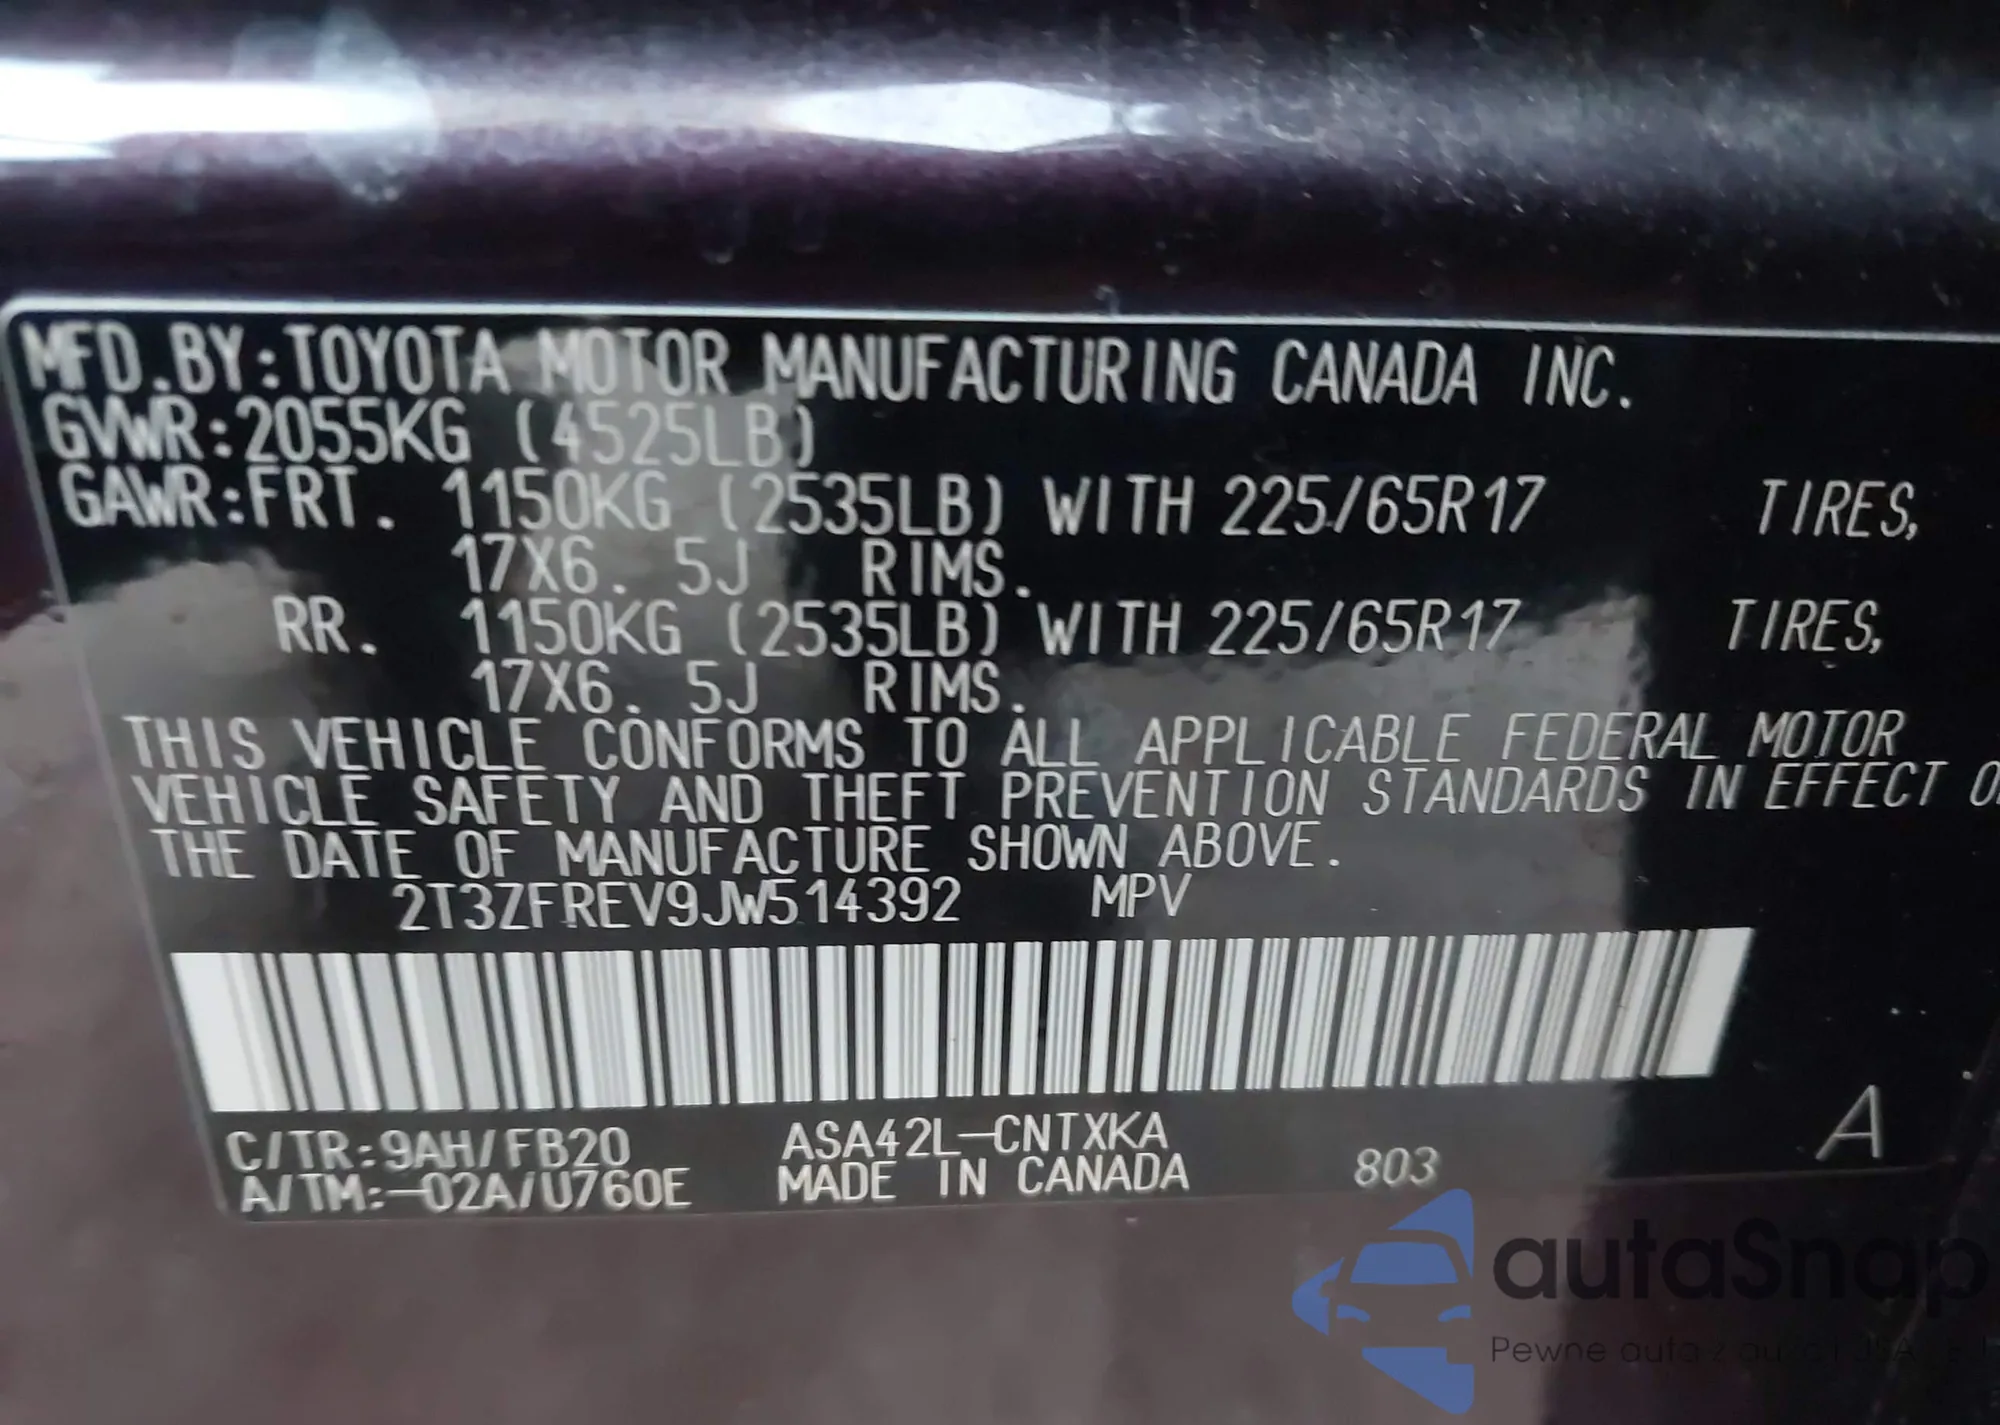 MFD.BY:TOYOTA MOTOR MANUFACTURING CANADA INC.
GVWR:2055KG (4525LB)
GAWR:FRT. 1150KG (2535LB) WITH 225/65R17 TIRES,
17X6.5J RIMS.
RR. 1150KG (2535LB) WITH 225/65R17 TIRES,
17X6.5J RIMS.
THIS VEHICLE CONFORMS TO ALL APPLICABLE FEDERAL MOTOR
VEHICLE SAFETY AND THEFT PREVENTION STANDARDS IN EFFECT
THE DATE OF MANUFACTURE SHOWN ABOVE.
2T3ZFREV9JW514392 MPV
C/TR:9AH/FB20 ASA42L-CNTXKA
A/TM:-02A/U760E MADE IN CANADA 803 A
autaSnap
Pewne auta z